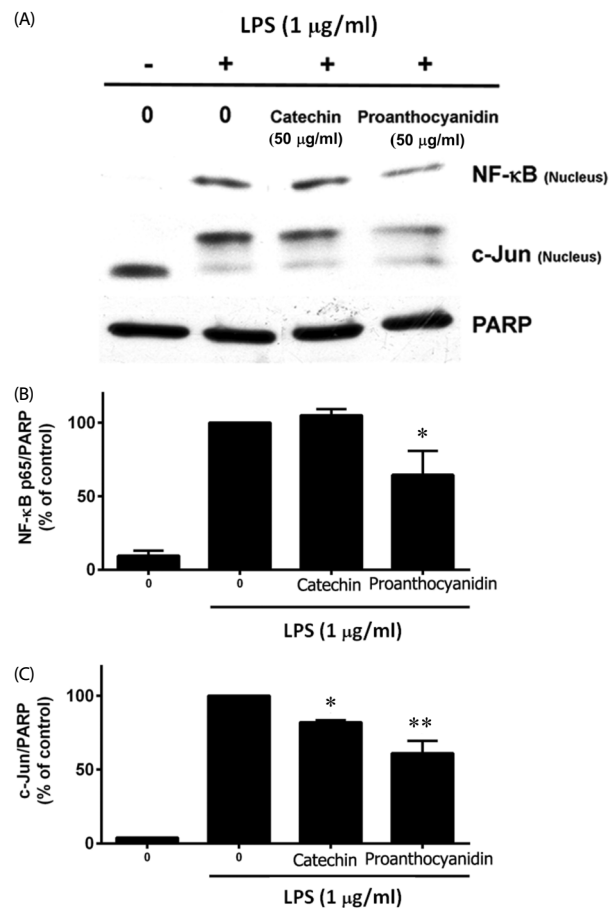 (A)
LPS (1 μg/ml)
- + + +
0 0 Catechin Proanthocyanidin
(50 μg/ml) (50 μg/ml)
NF-κB (Nucleus)
c-Jun (Nucleus)
PARP
(B)
NF-κB p65/PARP
(% of control)
100
50
0
*
0 0 Catechin Proanthocyanidin
LPS (1 μg/ml)
(C)
c-Jun/PARP
(% of control)
100
50
0
* **
0 0 Catechin Proanthocyanidin
LPS (1 μg/ml)